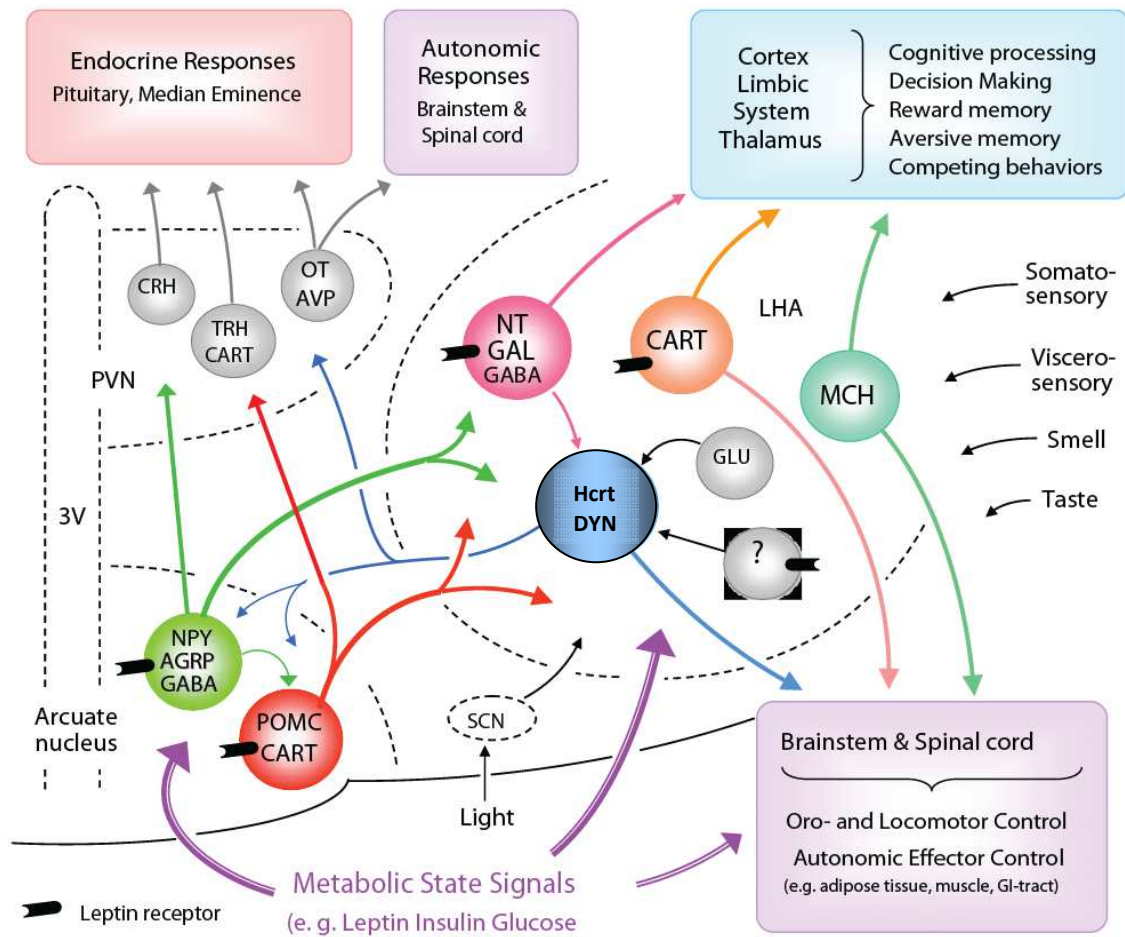 Endocrine Responses
Pituitary, Median Eminence
Autonomic
Responses
Brainstem &
Spinal cord
Cortex
Limbic
System
Thalamus
Cognitive processing
Decision Making
Reward memory
Aversive memory
Competing behaviors
CRH
TRH
CART
OT
AVP
PVN
NT
GAL
GABA
CART
LHA
MCH
Somato-
sensory
Viscero-
sensory
Smell
Taste
GLU
Hcrt
DYN
?
3V
NPY
AGRP
GABA
POMC
CART
Arcuate
nucleus
SCN
Light
Brainstem & Spinal cord
Oro- and Locomotor Control
Autonomic Effector Control
(e.g. adipose tissue, muscle, GI-tract)
Metabolic State Signals
(e. g. Leptin Insulin Glucose
Leptin receptor